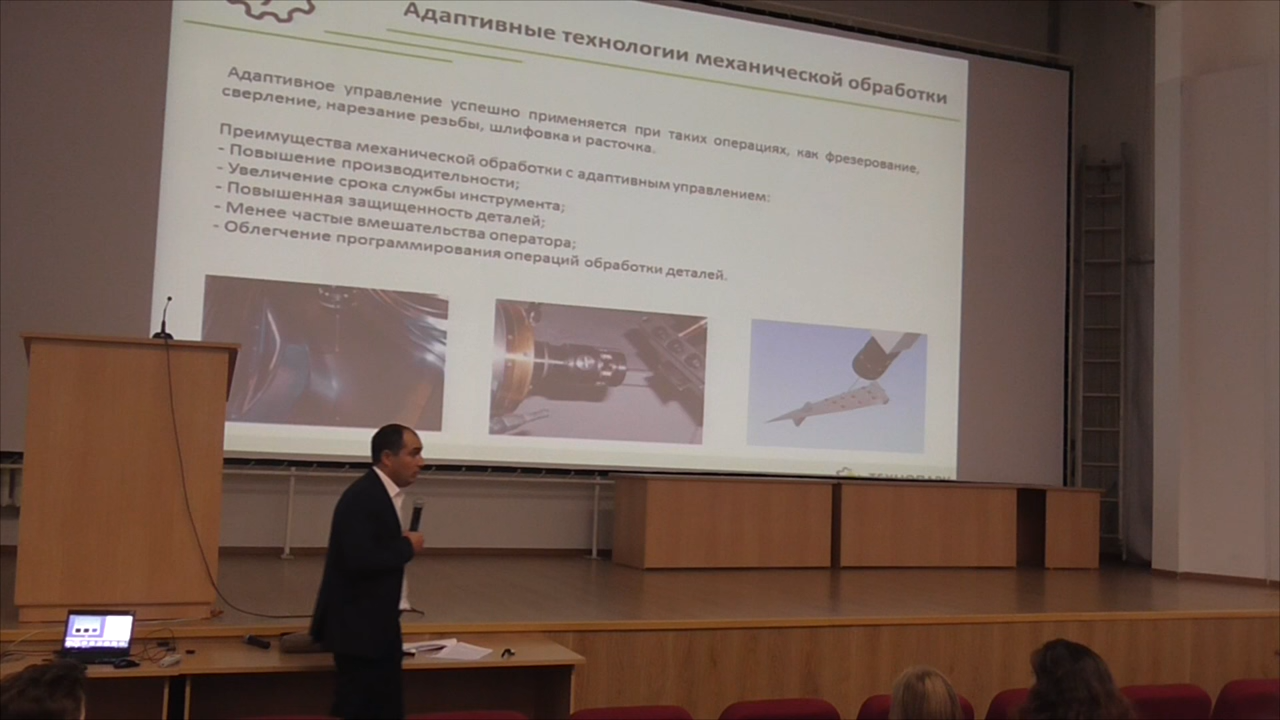 Адаптивные технологии механической обработки
Адаптивное управление успешно применяется при таких операциях, как фрезерование,
сверление, нарезание резьбы, шлифовка и расточка.
Преимущества механической обработки с адаптивным управлением:
- Повышение производительности;
- Увеличение срока службы инструмента;
- Повышенная защищенность деталей;
- Менее частые вмешательства оператора;
- Облегчение программирования операций обработки деталей.
ТЕХНОПАРК